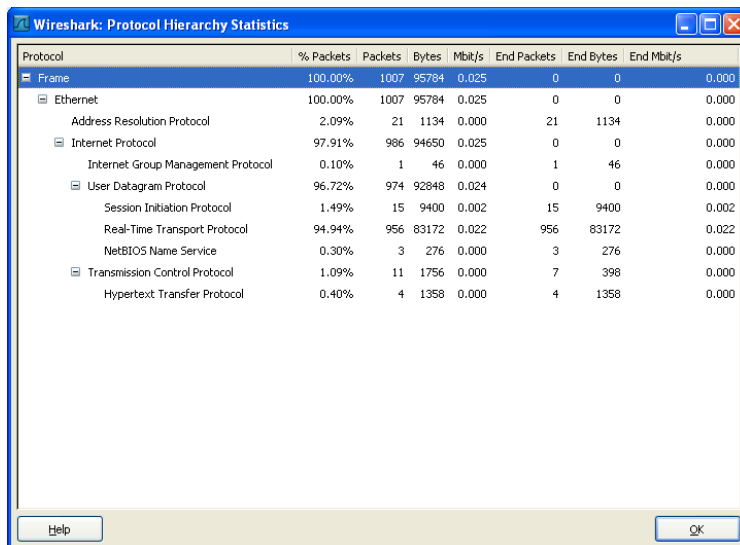 Wireshark: Protocol Hierarchy Statistics
Protocol % Packets Packets Bytes Mbit/s End Packets End Bytes End Mbit/s
Frame 100.00% 1007 95784 0.025 0 0 0.000
Ethernet 100.00% 1007 95784 0.025 0 0 0.000
Address Resolution Protocol 2.09% 21 1134 0.000 21 1134 0.000
Internet Protocol 97.91% 986 94650 0.025 0 0 0.000
Internet Group Management Protocol 0.10% 1 46 0.000 1 46 0.000
User Datagram Protocol 96.72% 974 92848 0.024 0 0 0.000
Session Initiation Protocol 1.49% 15 9400 0.002 15 9400 0.002
Real-Time Transport Protocol 94.94% 956 83172 0.022 956 83172 0.022
NetBIOS Name Service 0.30% 3 276 0.000 3 276 0.000
Transmission Control Protocol 1.09% 11 1756 0.000 7 398 0.000
Hypertext Transfer Protocol 0.40% 4 1358 0.000 4 1358 0.000
Help OK